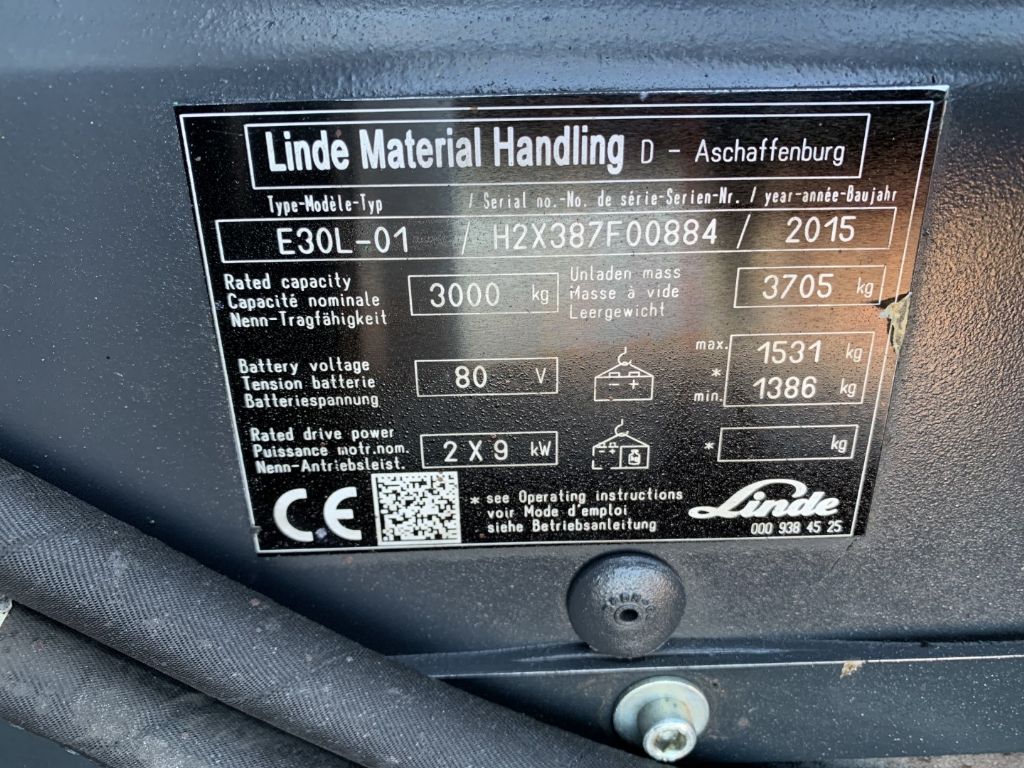 Linde Material Handling D - Aschaffenburg
Type-Modèle-Typ / Serial no.-No. de série-Serien-Nr. / year-année-Baujahr
E30L-01 / H2X387F00884 / 2015
Rated capacity
Capacité nominale
Nenn-Tragfähigkeit
3000 kg
Unladen mass
Masse à vide
Leergewicht
3705 kg
Battery voltage
Tension batterie
Batteriespannung
80 V
- +
max.
*
min.
1531 kg
1386 kg
Rated drive power
Puissance motr.nom.
Nenn-Antriebsleist.
2 X 9 kW
- +
* kg
CE
* see Operating instructions
voir Mode d'emploi
siehe Betriebsanleitung
Linde
000 938 45 25